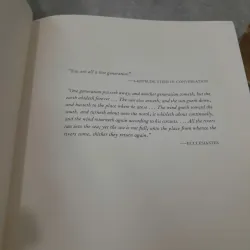 "You are all a lost generation."
—GERTRUDE STEIN IN CONVERSATION
"One generation passeth away, and another generation cometh; but the
earth abideth forever . . . The sun also ariseth, and the sun goeth down,
and hasteth to the place where he arose . . . The wind goeth toward the
south, and turneth about unto the north; it whirleth about continually,
and the wind returneth again according to his circuits. . . . All the rivers
run into the sea; yet the sea is not full; unto the place from whence the
rivers come, thither they return again."
—ECCLESIASTES